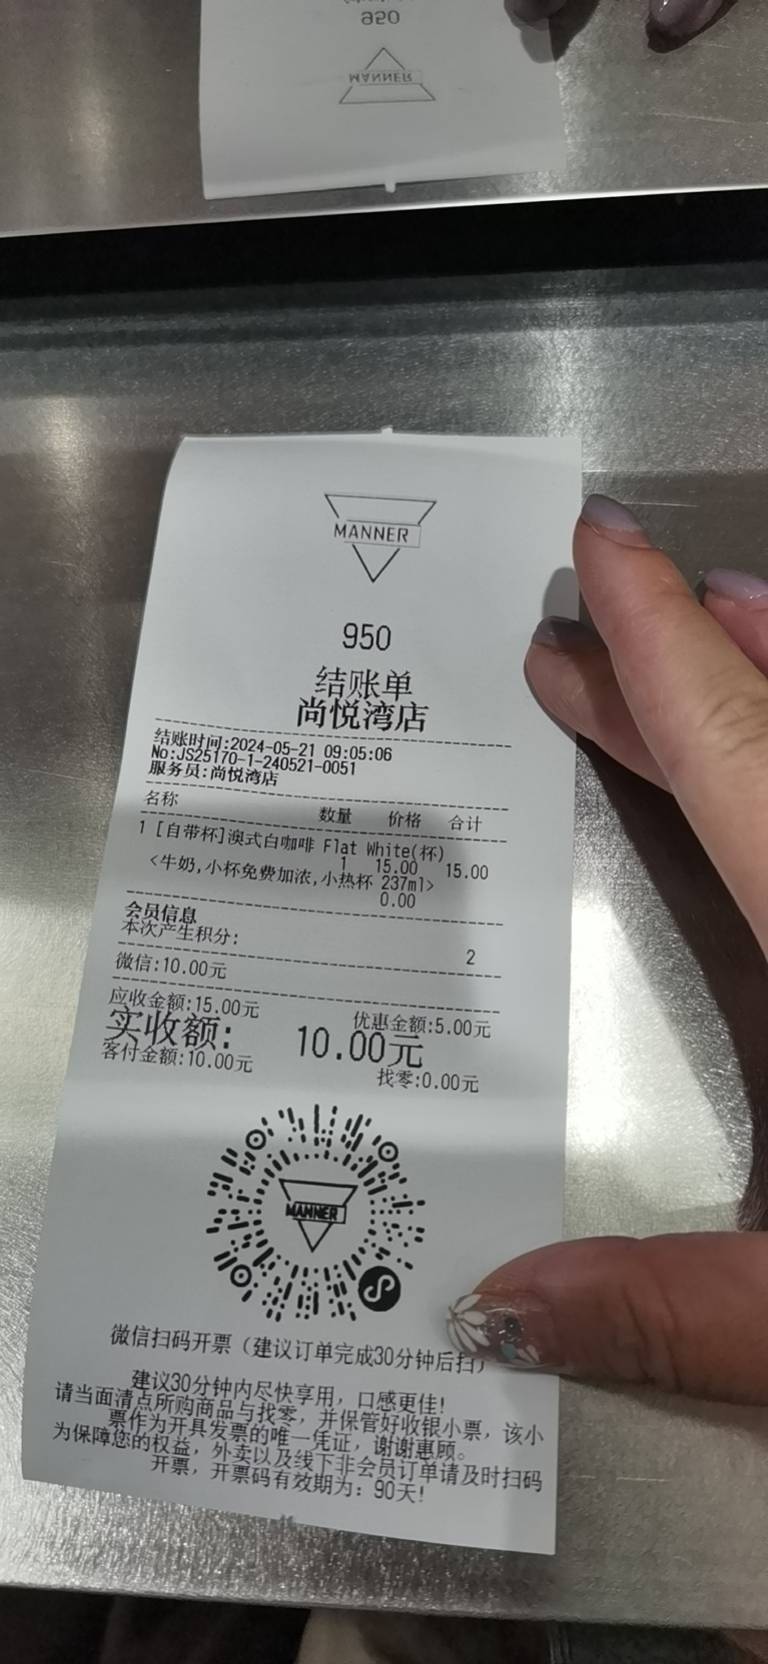 950
MANNER
MANNER
950
结账单
尚悦湾店
结账时间:2024-05-21 09:05:06
No:JS25170-1-240521-0051
服务员:尚悦湾店
名称 数量 价格 合计
1 [自带杯]澳式白咖啡 Flat White(杯)
1 15.00 15.00
<牛奶,小杯免费加浓,小热杯 237ml>
0.00
会员信息
本次产生积分: 2
微信:10.00元
应收金额:15.00元 优惠金额:5.00元
实收额: 10.00元
客付金额:10.00元 找零:0.00元
MANNER
微信扫码开票（建议订单完成30分钟后扫）
建议30分钟内尽快享用，口感更佳!
请当面清点所购商品与找零，并保管好收银小票，该小
票作为开具发票的唯一凭证，谢谢惠顾。
为保障您的权益，外卖以及线下非会员订单请及时扫码
开票，开票码有效期为：90天!